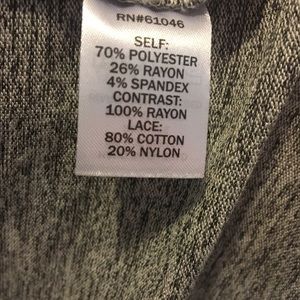 RN#61046
SELF:
70% POLYESTER
26% RAYON
4% SPANDEX
CONTRAST:
100% RAYON
LACE:
80% COTTON
20% NYLON